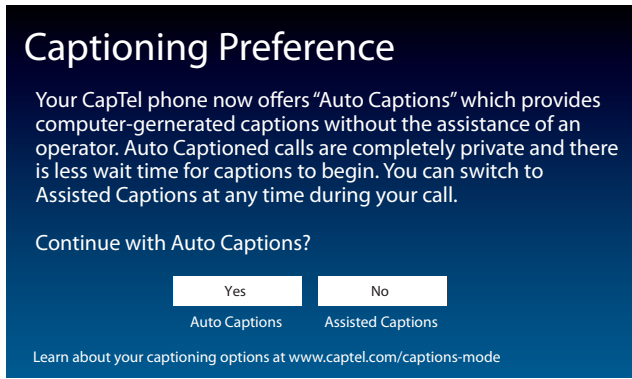 Captioning Preference
Your CapTel phone now offers “Auto Captions” which provides
computer-gernerated captions without the assistance of an
operator. Auto Captioned calls are completely private and there
is less wait time for captions to begin. You can switch to
Assisted Captions at any time during your call.
Continue with Auto Captions?
Yes No
Auto Captions Assisted Captions
Learn about your captioning options at www.captel.com/captions-mode